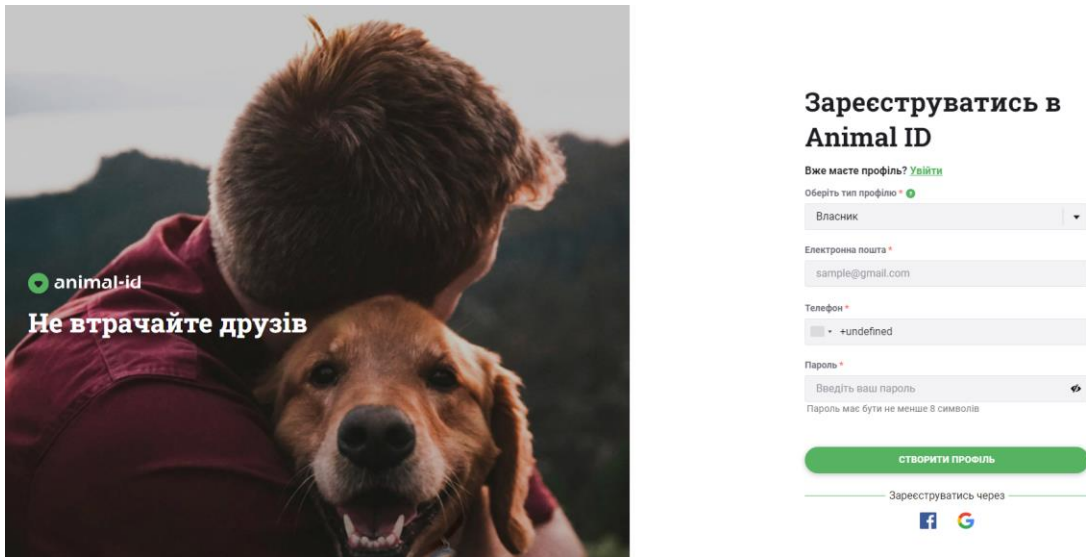 animal-id
Не втрачайте друзів
Зареєструватись в
Animal ID
Вже маєте профіль? Увійти
Оберіть тип профілю * ?
Власник
Електронна пошта *
sample@gmail.com
Телефон *
+undefined
Пароль *
Введіть ваш пароль
Пароль має бути не менше 8 символів
СТВОРИТИ ПРОФІЛЬ
Зареєструватись через